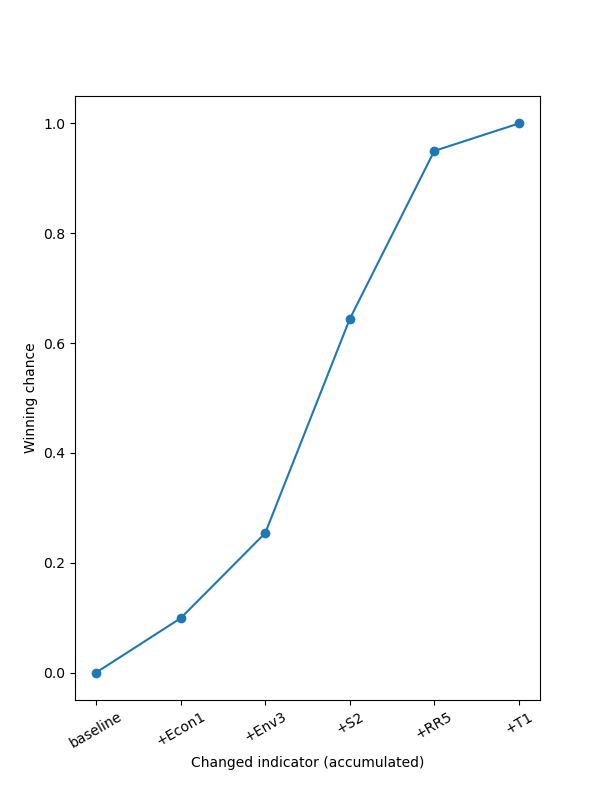 1.0
0.8
0.6
0.4
0.2
0.0
Winning chance
baseline
+Econ1
+Env3
+S2
+RR5
+T1
Changed indicator (accumulated)